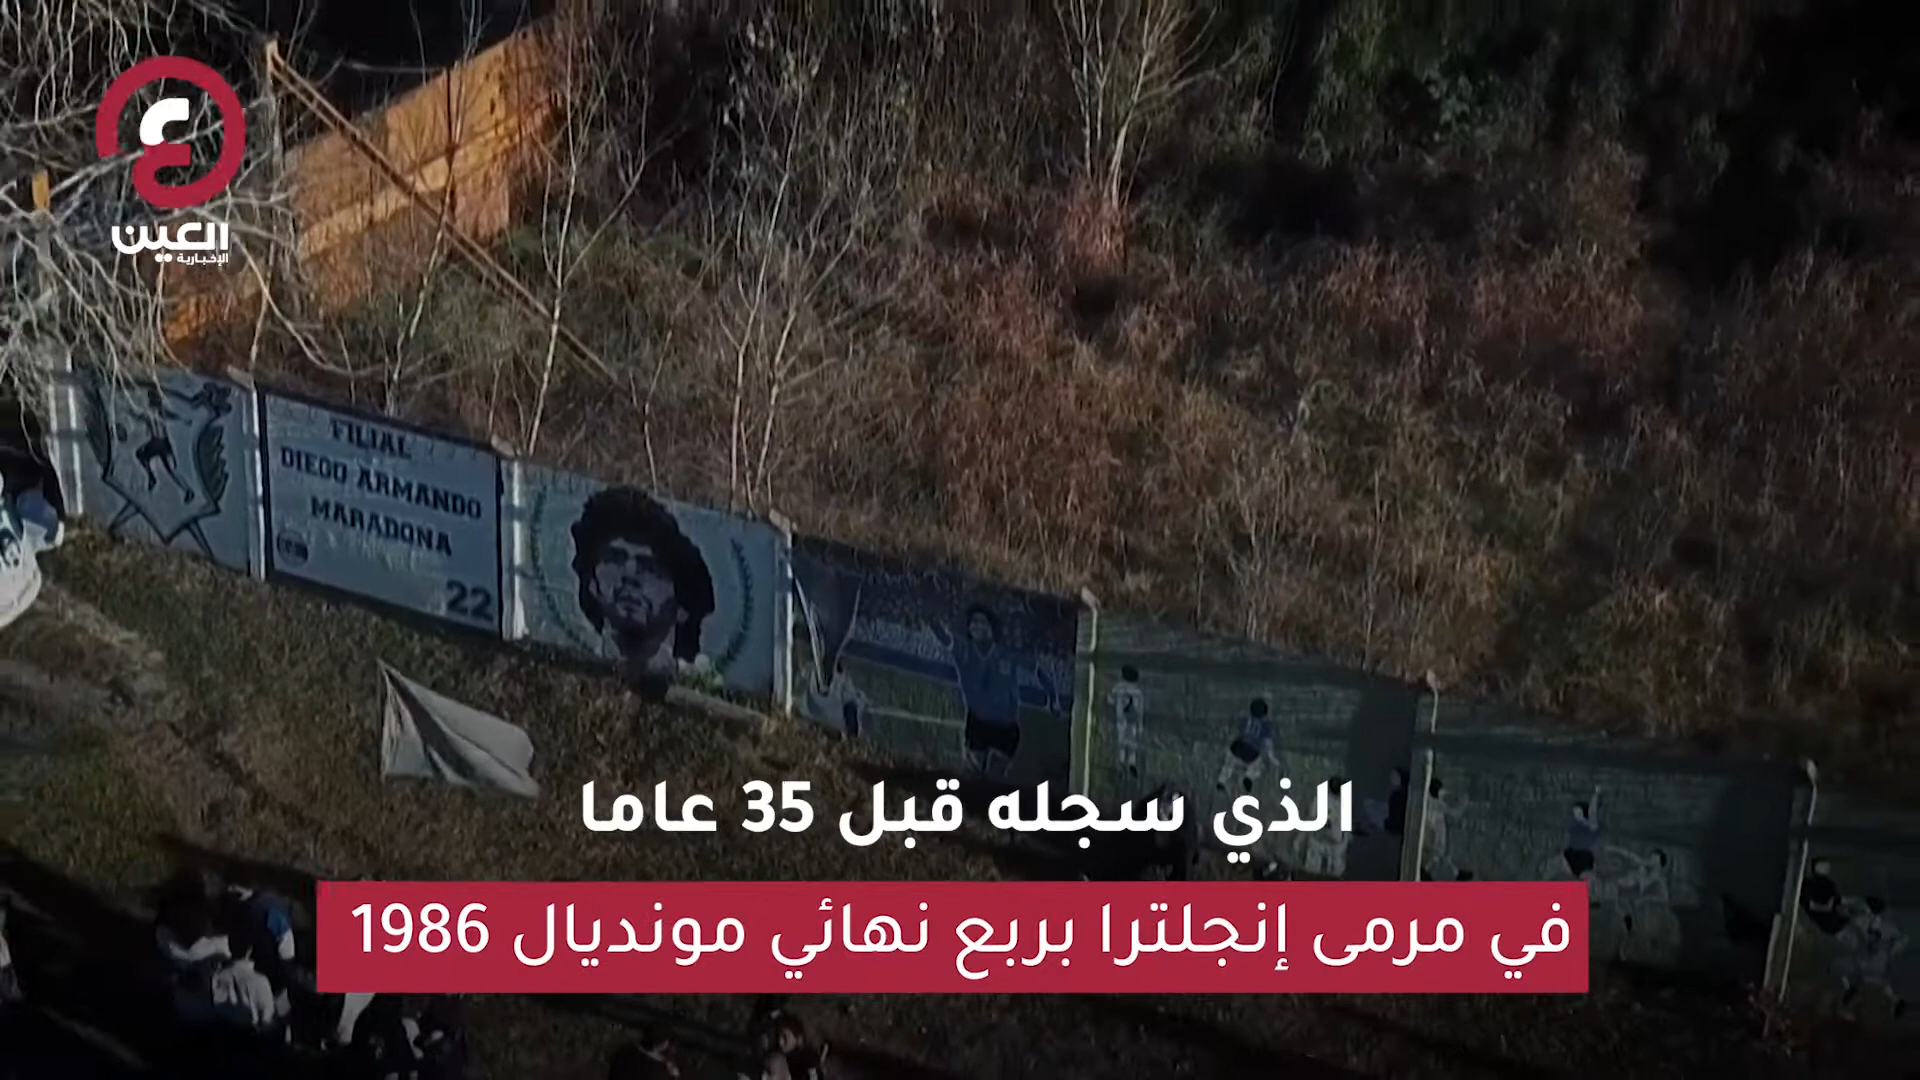 العين
الإخبارية
FILIAL
DIEGO ARMANDO
MARADONA
22
2
الذي سجله قبل 35 عاما
في مرمى إنجلترا بربع نهائي مونديال 1986